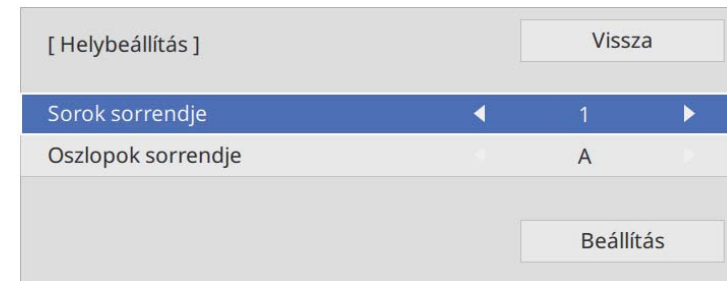 [ Helybeállítás ]
Vissza
Sorok sorrendje 1
Oszlopok sorrendje A
Beállítás